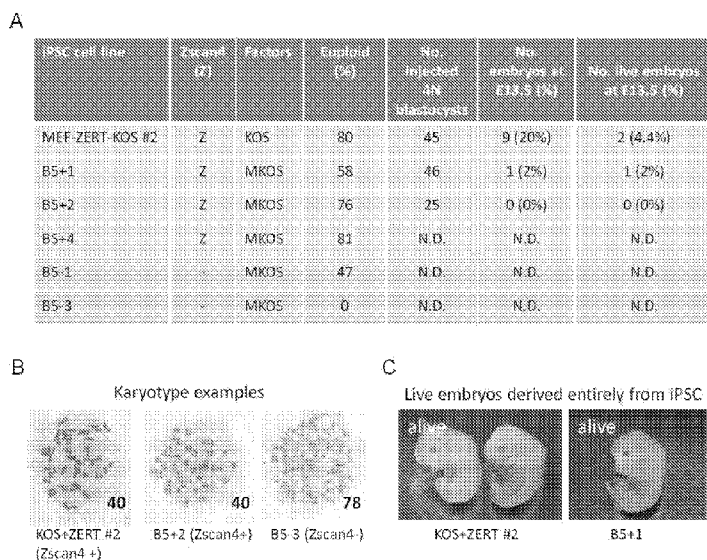 A
iPSC cell line Zscan4 (Z) Factors Euploid (%) No. injected 4N blastocysts No. embryos at E13.5 (%) No. live embryos at E13.5 (%)
MEF-ZERT-KOS #2 Z KOS 80 45 9 (20%) 2 (4.4%)
B5+1 Z MKOS 58 46 1 (2%) 1 (2%)
B5+2 Z MKOS 76 25 0 (0%) 0 (0%)
B5+4 Z MKOS 81 N.D. N.D. N.D.
B5-1 - MKOS 47 N.D. N.D. N.D.
B5-3 - MKOS 0 N.D. N.D. N.D.
B
Karyotype examples
40 40 78
KOS+ZERT #2 (Zscan4 +)
B5+2 (Zscan4+)
B5-3 (Zscan4-)
C
Live embryos derived entirely from iPSC
alive alive
KOS+ZERT #2 B5+1